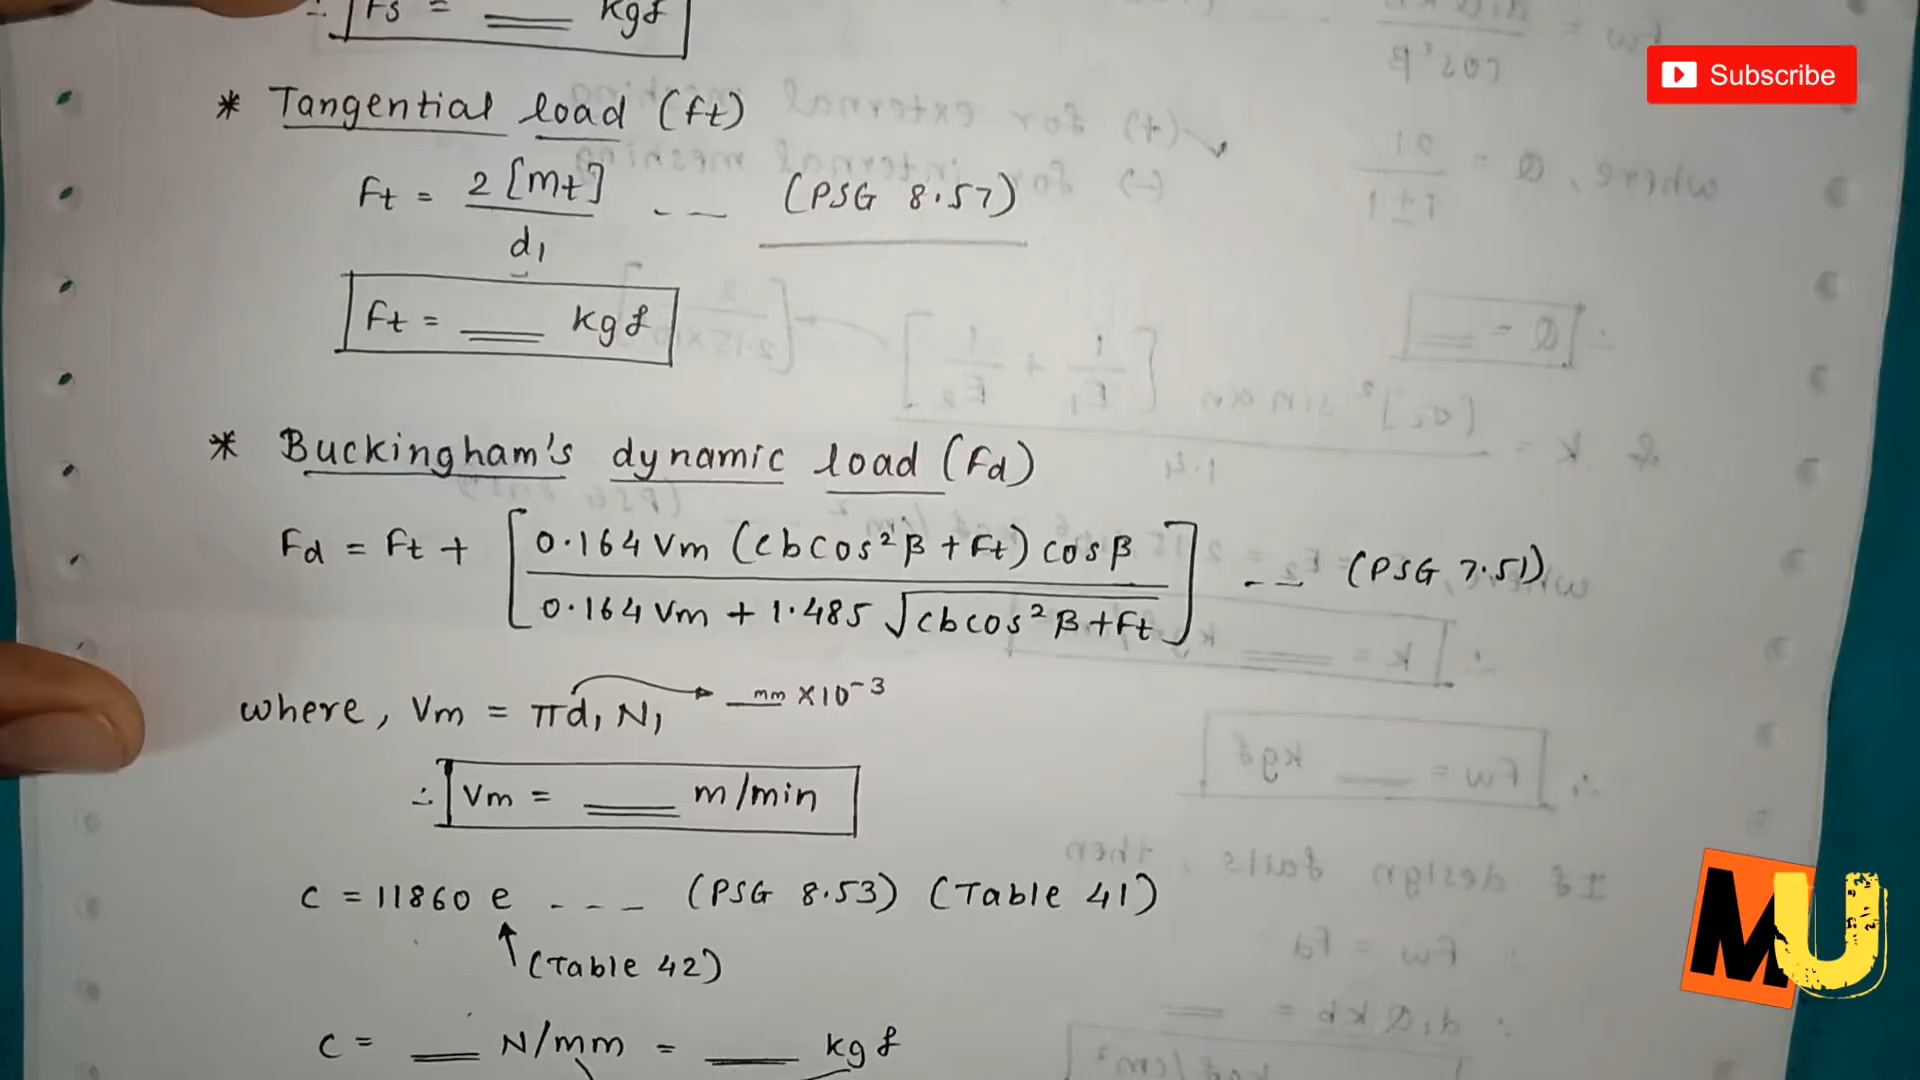 ∴ Fs = ___ kgf
Subscribe
* Tangential load (ft)
Ft = 2[Mt] / d1 --- (PSG 8.57)
Ft = ___ kgf
* Buckingham's dynamic load (Fd)
Fd = Ft + [0.164 Vm (cbcos²β + Ft) cosβ / 0.164 Vm + 1.485 √cbcos²β+Ft] --- (PSG 7.51)
where, Vm = πd1 N1 → ___mm ×10⁻³
∴ Vm = ___ m/min
C = 11860 e --- (PSG 8.53) (Table 41)
↑ (Table 42)
C = ___ N/mm = ___ kgf
MU